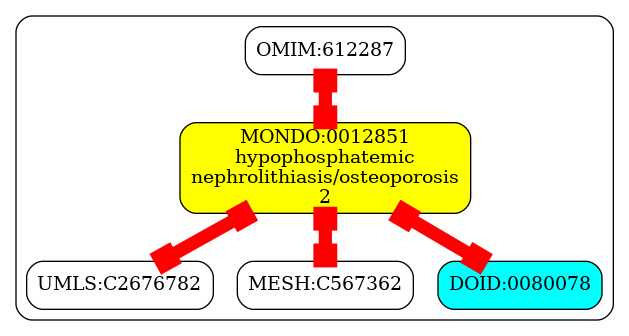 OMIM:612287
MONDO:0012851
hypophosphatemic
nephrolithiasis/osteoporosis
2
UMLS:C2676782
MESH:C567362
DOID:0080078